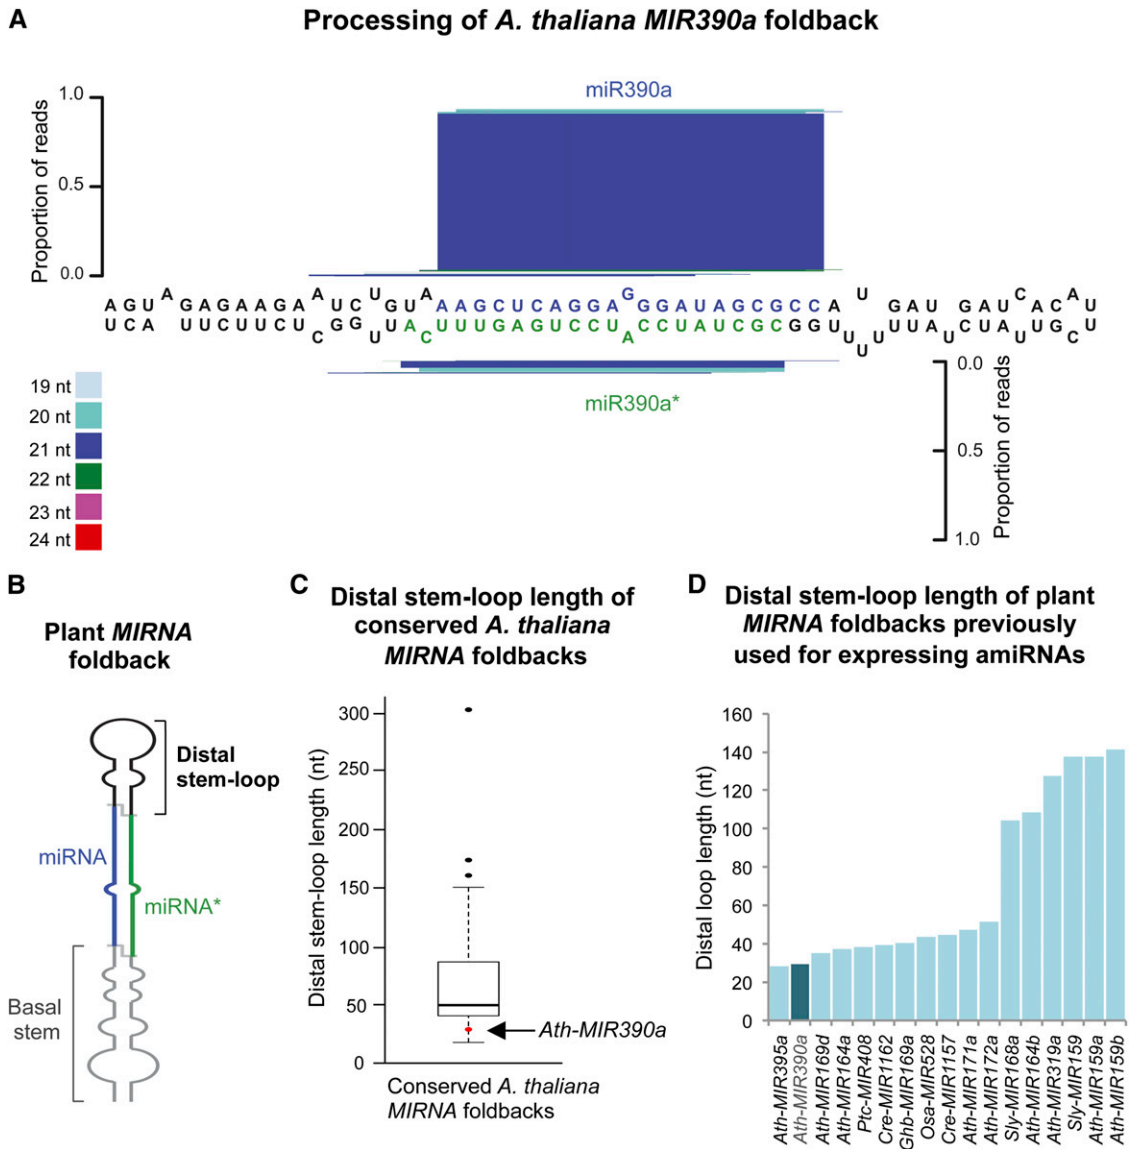 A
Processing of A. thaliana MIR390a foldback
miR390a
Proportion of reads
1.0
0.5
0.0
A G U A G A G A A G A A U C U G U A A A G C U C A G G A G G G A U A G C G C C A U G A U G A U C A C A U
U C A U U C U U C U C G G U U A C U U U G A G U C C U A C C U A U C G C G G U U U U U A U C U A U G U C U
miR390a*
0.0
0.5
1.0
Proportion of reads
19 nt
20 nt
21 nt
22 nt
23 nt
24 nt
B
Plant MIRNA
foldback
Distal
stem-loop
miRNA
miRNA*
Basal
stem
C
Distal stem-loop length of
conserved A. thaliana
MIRNA foldbacks
Distal stem-loop length (nt)
300
250
200
150
100
50
0
Ath-MIR390a
Conserved A. thaliana
MIRNA foldbacks
D
Distal stem-loop length of plant
MIRNA foldbacks previously
used for expressing amiRNAs
Distal loop length (nt)
160
140
120
100
80
60
40
20
0
Ath-MIR395a
Ath-MIR390a
Ath-MIR169d
Ath-MIR164a
Ptc-MIR408
Cre-MIR1162
Ghb-MIR169a
Osa-MIR528
Cre-MIR1157
Ath-MIR171a
Ath-MIR172a
Sly-MIR168a
Ath-MIR164b
Ath-MIR319a
Sly-MIR159
Ath-MIR159a
Ath-MIR159b